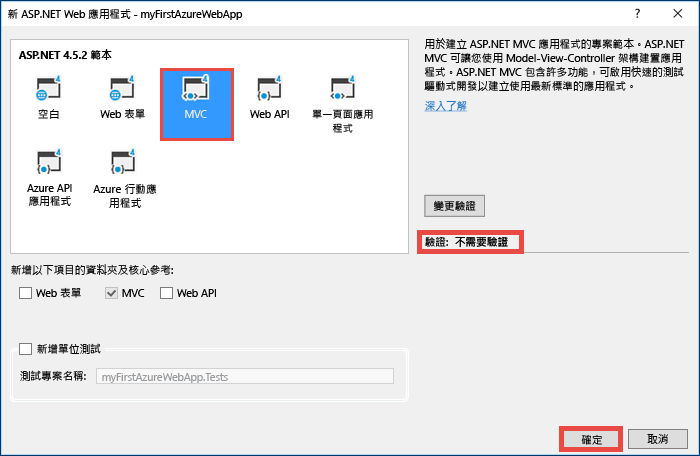 新 ASP.NET Web 應用程式 - myFirstAzureWebApp
?
ASP.NET 4.5.2 範本
4
4
4
4
4
空白
Web 表單
MVC
Web API
單一頁面應用
程式
4
4
Azure API
應用程式
Azure 行動應
用程式
用於建立 ASP.NET MVC 應用程式的專案範本。ASP.NET
MVC 可讓您使用 Model-View-Controller 架構建置應用
程式。ASP.NET MVC 包含許多功能，可啟用快速的測試
驅動式開發以建立使用最新標準的應用程式。
深入了解
變更驗證
驗證: 不需要驗證
新增以下項目的資料夾及核心參考:
Web 表單
MVC
Web API
新增單位測試
測試專案名稱:
myFirstAzureWebApp.Tests
確定
取消